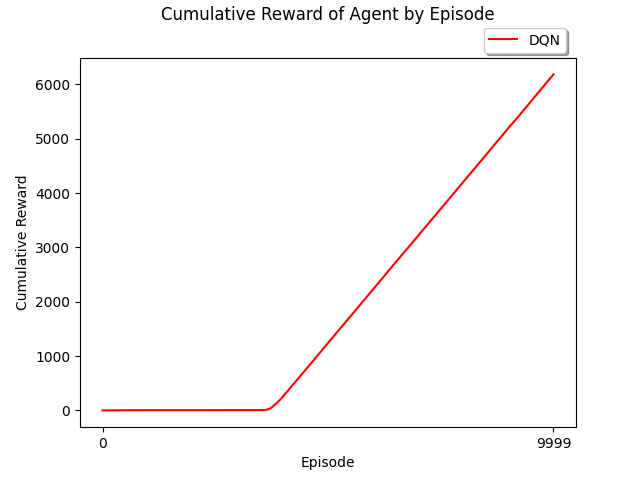 Cumulative Reward of Agent by Episode
DQN
6000
5000
4000
3000
2000
1000
0
Cumulative Reward
0
9999
Episode